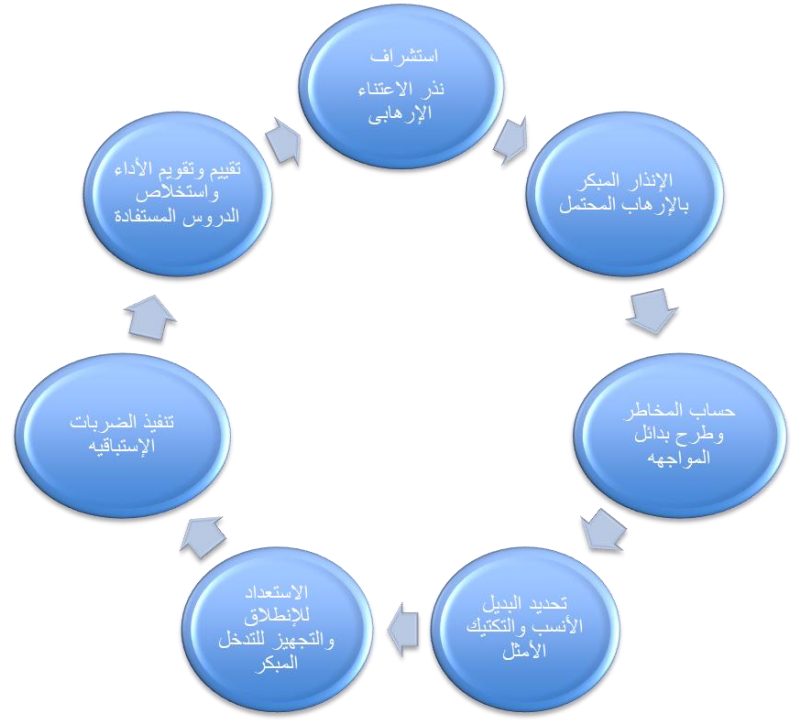 استشراف
نذر الاعتناء
الإرهابى
الإنذار المبكر
بالإرهاب المحتمل
حساب المخاطر
وطرح بدائل
المواجهه
تحديد البديل
الأنسب والتكتيك
الأمثل
الاستعداد
للإنطلاق
والتجهيز للتدخل
المبكر
تنفيذ الضربات
الإستباقيه
تقييم وتقويم الأداء
واستخلاص
الدروس المستفادة